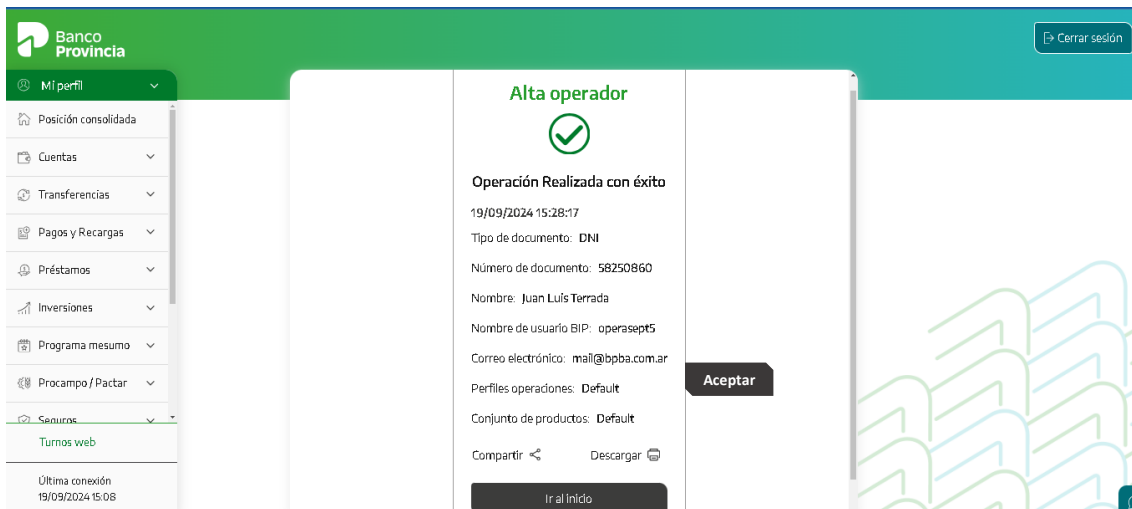 Banco
Provincia
Cerrar sesión
Mi perfil
Posición consolidada
Cuentas
Transferencias
Pagos y Recargas
Préstamos
Inversiones
Programa mesumo
Procampo / Pactar
Seguros
Turnos web
Última conexión
19/09/2024 15:08
Alta operador
Operación Realizada con éxito
19/09/2024 15:28:17
Tipo de documento: DNI
Número de documento: 58250860
Nombre: Juan Luis Terrada
Nombre de usuario BIP: operasept5
Correo electrónico: mail@bpba.com.ar
Perfiles operaciones: Default
Conjunto de productos: Default
Compartir
Descargar
Ir al inicio
Aceptar